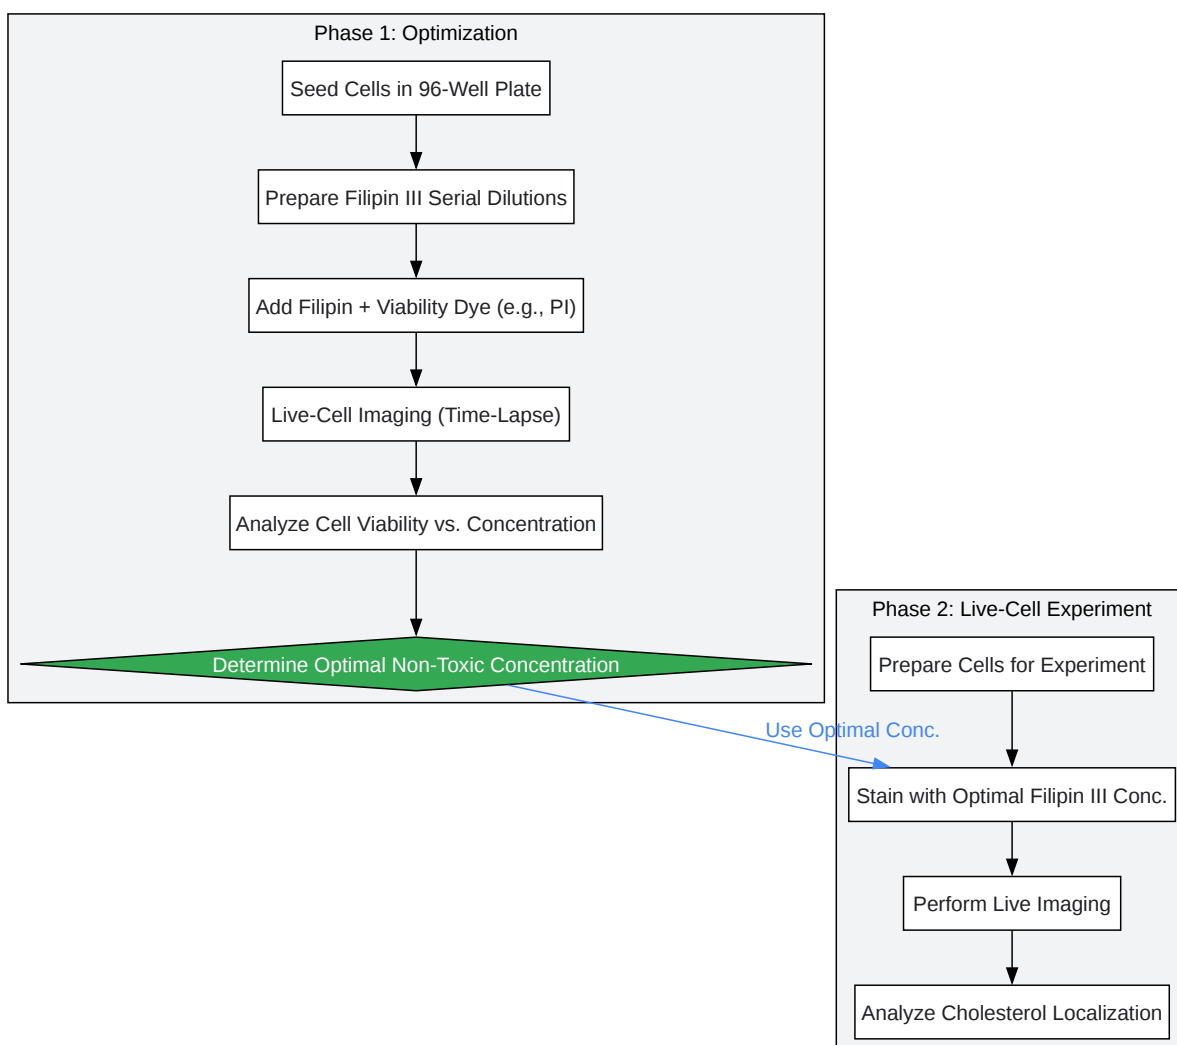 Phase 1: Optimization
Seed Cells in 96-Well Plate
Prepare Filipin III Serial Dilutions
Add Filipin + Viability Dye (e.g., PI)
Live-Cell Imaging (Time-Lapse)
Analyze Cell Viability vs. Concentration
Determine Optimal Non-Toxic Concentration
Use Optimal Conc.
Phase 2: Live-Cell Experiment
Prepare Cells for Experiment
Stain with Optimal Filipin III Conc.
Perform Live Imaging
Analyze Cholesterol Localization